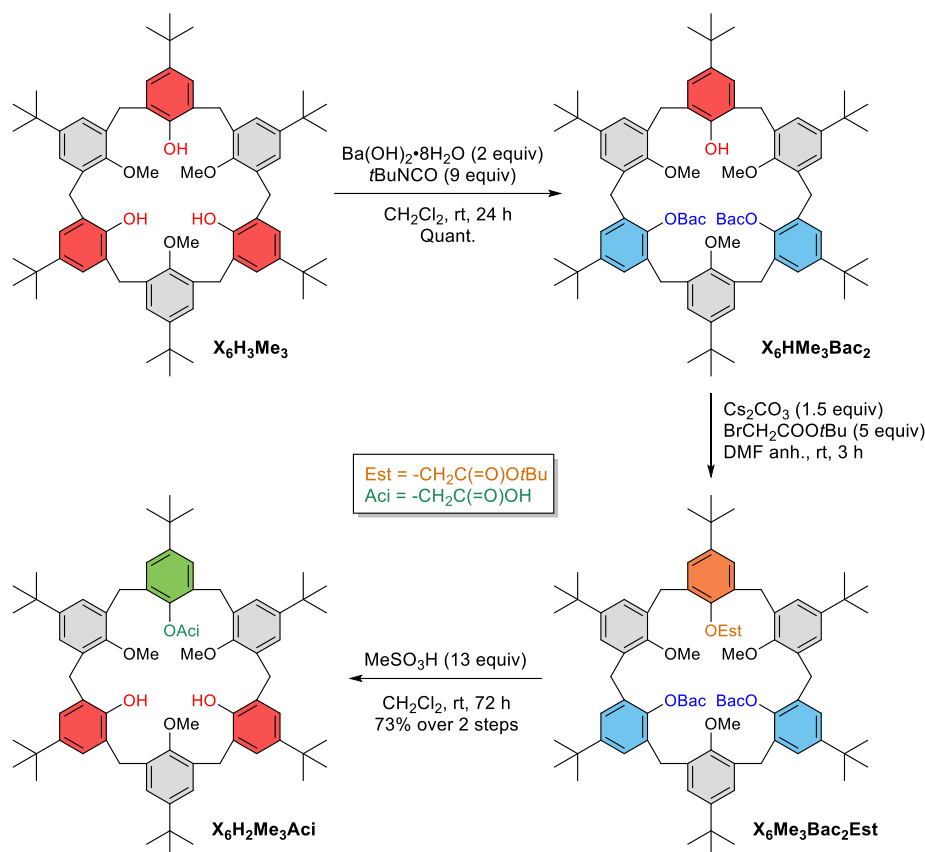 OH
OMe
MeO
OH
HO
OMe
X₆H₃Me₃
Ba(OH)₂•8H₂O (2 equiv)
tBuNCO (9 equiv)
CH₂Cl₂, rt, 24 h
Quant.
OH
OMe
MeO
OBac
BacO
OMe
X₆HMe₃Bac₂
Cs₂CO₃ (1.5 equiv)
BrCH₂COOtBu (5 equiv)
DMF anh., rt, 3 h
Est = -CH₂C(=O)OtBu
Aci = -CH₂C(=O)OH
OAci
OMe
MeO
OH
HO
OMe
X₆H₂Me₃Aci
MeSO₃H (13 equiv)
CH₂Cl₂, rt, 72 h
73% over 2 steps
OEst
OMe
MeO
OBac
BacO
OMe
X₆Me₃Bac₂Est